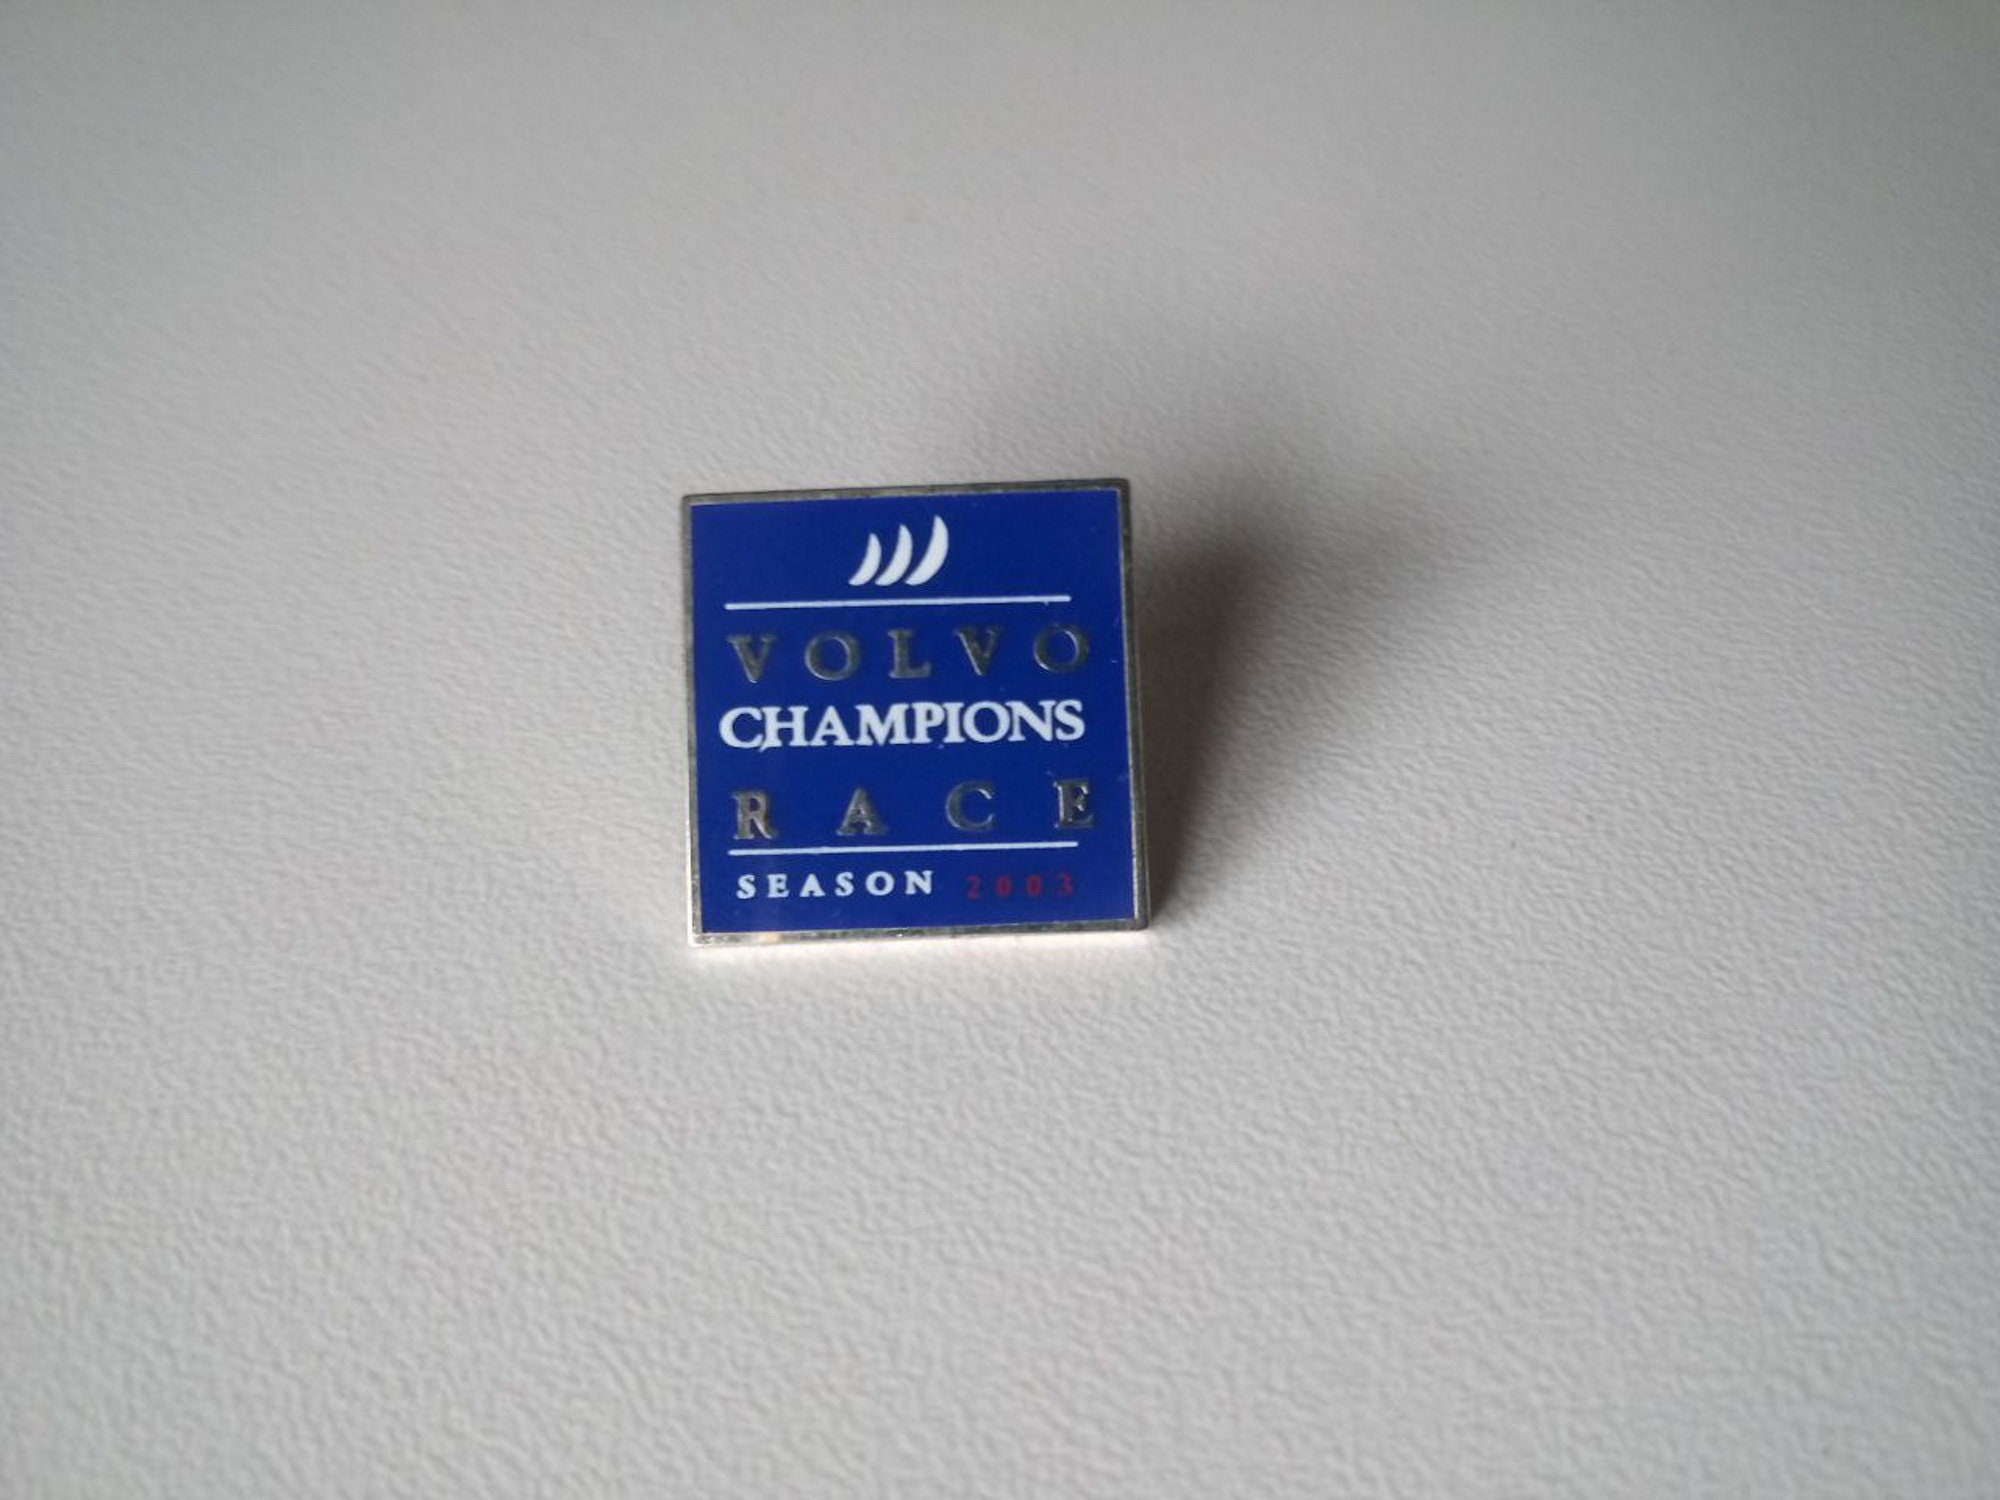 VOLVO
CHAMPIONS
RACE
SEASON 2003